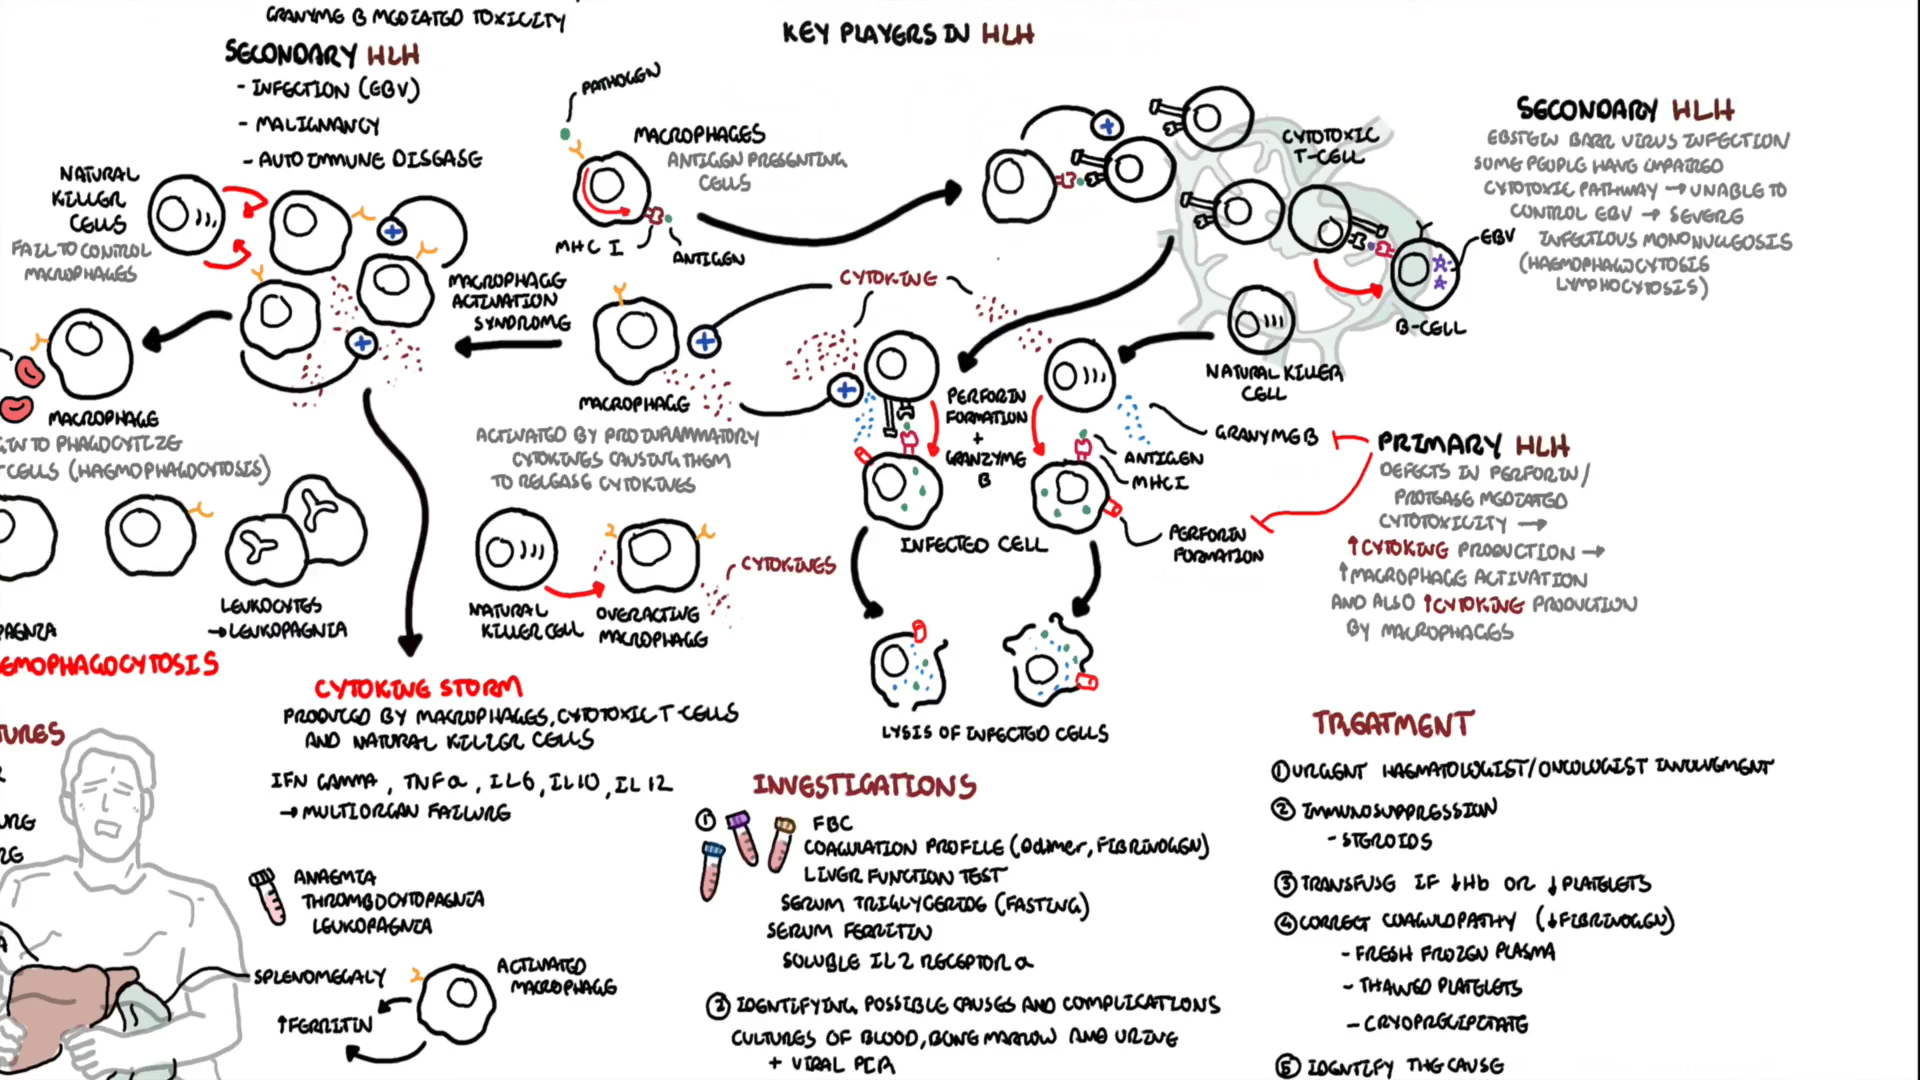 GRANYME B MEDIATED TOXICITY
SECONDARY HLH
- INFECTION (EBV)
- MALIGNANCY
- AUTOIMMUNE DISEASE
NATURAL
KILLER
CELLS
FAIL TO CONTROL
MACROPHAGES
MACROPHAGE
ACTIVATION
SYNDROME
MACROPHAGE
TO PHAGOCYTIZE
CELLS (HAEMOPHAGOCYTOSIS)
LEUKOCYTES
→ LEUKOPAENIA
KEY PLAYERS IN HLH
PATHOGEN
MACROPHAGES
ANTIGEN PRESENTING
CELLS
MHC I
ANTIGEN
CYTOTOXIC
T-CELL
EBV
B-CELL
NATURAL KILLER
CELL
CYTOKINE
MACROPHAGE
ACTIVATED BY PROINFLAMMATORY
CYTOKINES CAUSING THEM
TO RELEASE CYTOKINES
PERFORIN
FORMATION
+
GRANZYME
B
GRANYME B
ANTIGEN
MHC I
PERFORIN
FORMATION
INFECTED CELL
NATURAL
KILLER CELL
OVERACTING
MACROPHAGE
CYTOKINES
LYSIS OF INFECTED CELLS
SECONDARY HLH
EBSTEIN BARR VIRUS INFECTION
SOME PEOPLE HAVE IMPAIRED
CYTOTOXIC PATHWAY → UNABLE TO
CONTROL EBV → SEVERE
INFECTIOUS MONONUCLEOSIS
(HAEMOPHAGOCYTOSIS
LYMPHOCYTOSIS)
PRIMARY HLH
DEFECTS IN PERFORIN/
PROTEASE MEDIATED
CYTOTOXICITY →
↑CYTOKINE PRODUCTION →
↑MACROPHAGE ACTIVATION
AND ALSO ↑CYTOKINE PRODUCTION
BY MACROPHAGES
CYTOKINE STORM
PRODUCED BY MACROPHAGES, CYTOTOXIC T-CELLS
AND NATURAL KILLER CELLS
IFN GAMMA, TNFα, IL6, IL10, IL12
→ MULTIORGAN FAILURE
ANAEMIA
THROMBOCYTOPAENIA
LEUKOPAENIA
SPLENOMEGALY
↑FERRITIN
ACTIVATED
MACROPHAGE
INVESTIGATIONS
① FBC
COAGULATION PROFILE (Ddimer, FIBRINOGEN)
LIVER FUNCTION TEST
SERUM TRIGLYCERIDE (FASTING)
SERUM FERRITIN
SOLUBLE IL2 RECEPTOR α
② IDENTIFYING POSSIBLE CAUSES AND COMPLICATIONS
CULTURES OF BLOOD, BONE MARROW AND URINE
+ VIRAL PCR
TREATMENT
① URGENT HAEMATOLOGIST/ONCOLOGIST INVOLVEMENT
② IMMUNOSUPPRESSION
- STEROIDS
③ TRANSFUSE IF ↓Hb OR ↓PLATELETS
④ CORRECT COAGULOPATHY (↓FIBRINOGEN)
- FRESH FROZEN PLASMA
- THAWED PLATELETS
- CRYOPRECIPITATE
⑤ IDENTIFY THE CAUSE